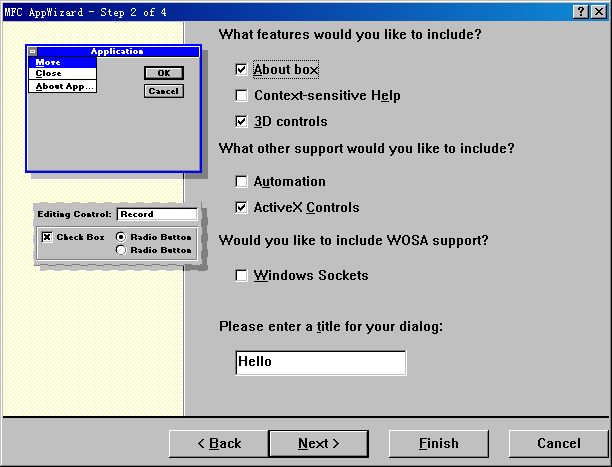 MFC AppWizard - Step 2 of 4
Application
Move
Close
About App...
OK
Cancel
Editing Control: Record
Check Box
Radio Button
Radio Button
What features would you like to include?
About box
Context-sensitive Help
3D controls
What other support would you like to include?
Automation
ActiveX Controls
Would you like to include WOSA support?
Windows Sockets
Please enter a title for your dialog:
Hello
< Back
Next >
Finish
Cancel